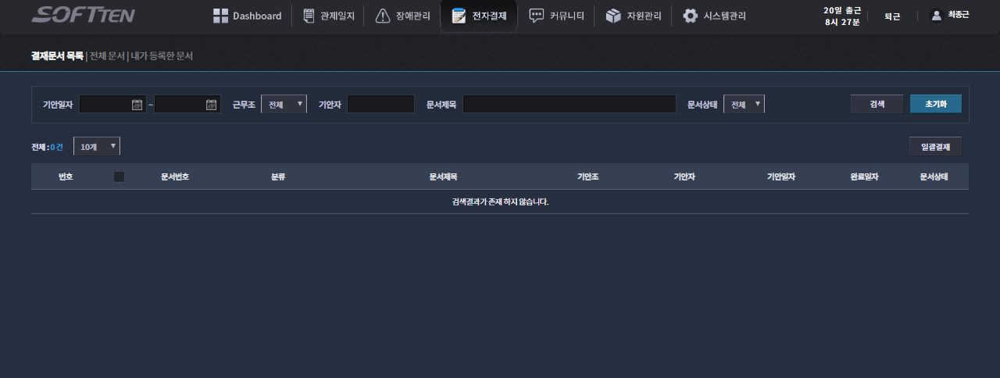 SOFTTEN Dashboard 관제일지 장애관리 전자결제 커뮤니티 자원관리 시스템관리 20일 출근 퇴근 최종근
8시 27분
결재문서 목록 | 전체 문서 | 내가 등록한 문서
기안일자 ~ 근무조 전체 ▼ 기안자 문서제목 문서상태 전체 ▼ 검색 초기화
전체 : 0 건 10개 ▼ 일괄결재
번호 문서번호 분류 문서제목 기안조 기안자 기안일자 완료일자 문서상태
검색결과가 존재 하지 않습니다.